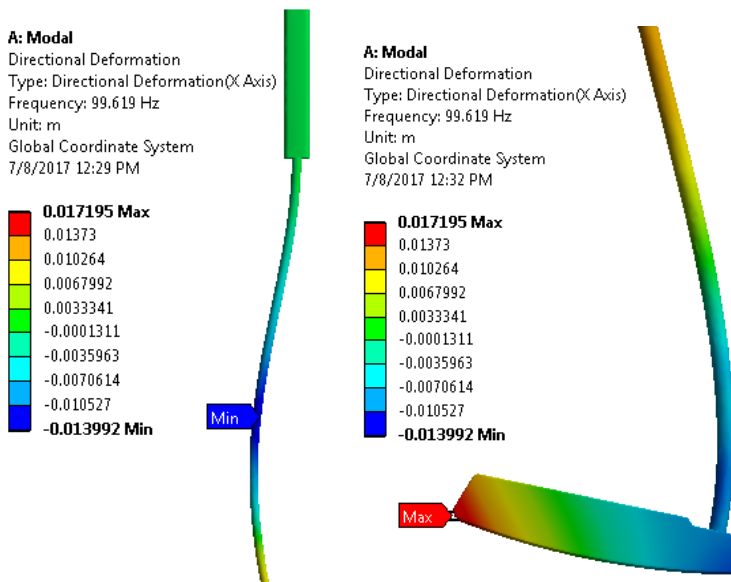 A: Modal
Directional Deformation
Type: Directional Deformation(X Axis)
Frequency: 99.619 Hz
Unit: m
Global Coordinate System
7/8/2017 12:29 PM
0.017195 Max
0.01373
0.010264
0.0067992
0.0033341
-0.0001311
-0.0035963
-0.0070614
-0.010527
-0.013992 Min
Min
A: Modal
Directional Deformation
Type: Directional Deformation(X Axis)
Frequency: 99.619 Hz
Unit: m
Global Coordinate System
7/8/2017 12:32 PM
0.017195 Max
0.01373
0.010264
0.0067992
0.0033341
-0.0001311
-0.0035963
-0.0070614
-0.010527
-0.013992 Min
Max